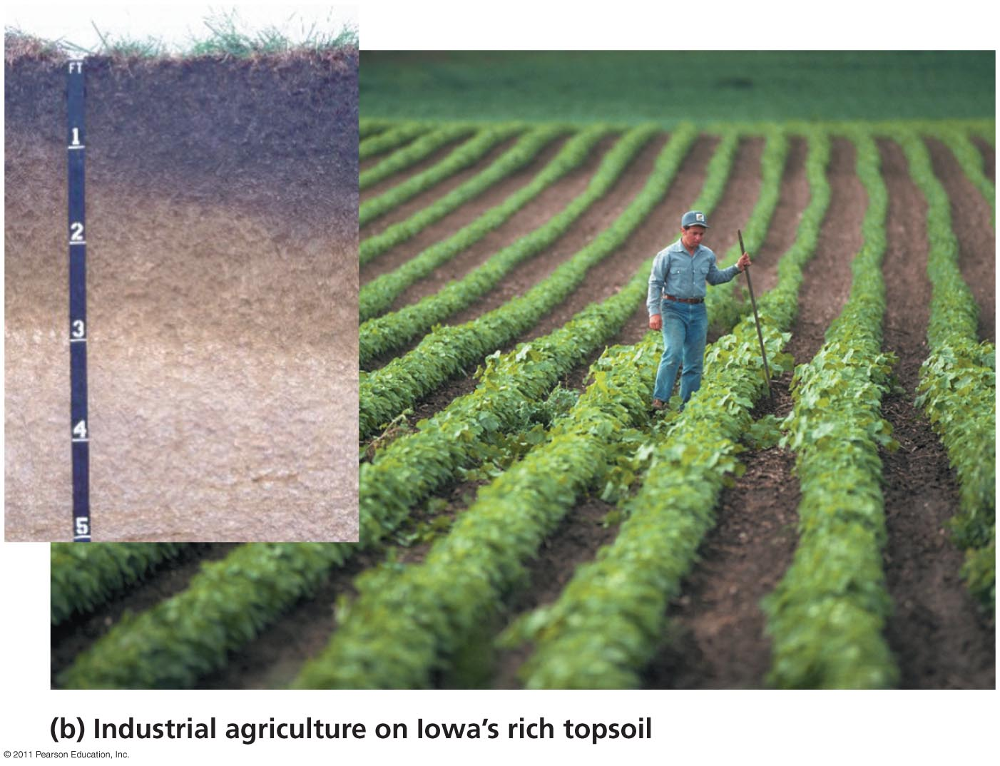 FT
1
2
3
4
5
(b) Industrial agriculture on Iowa's rich topsoil
© 2011 Pearson Education, Inc.